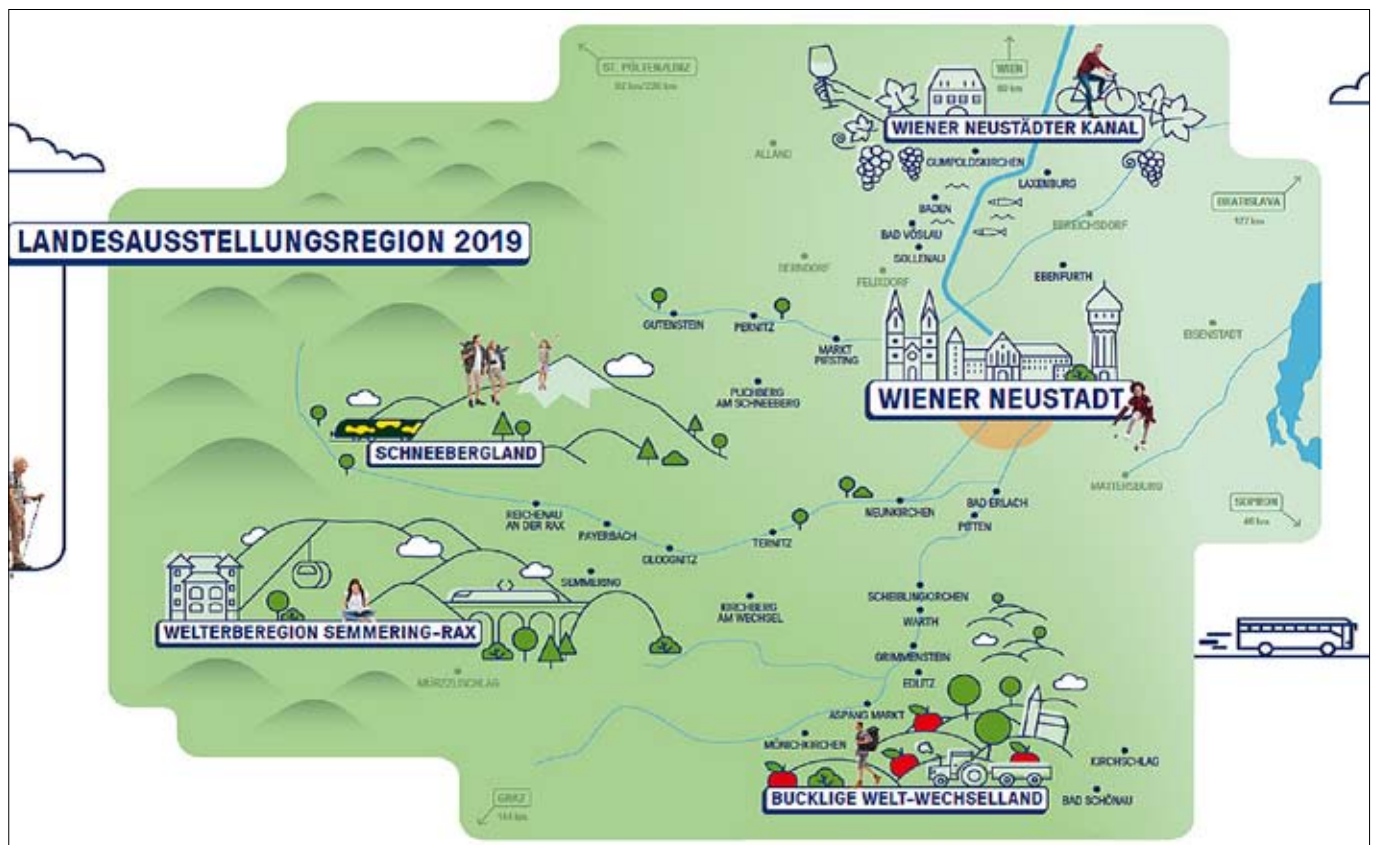 ST. PÖLTEN/LINZ
WIEN
WIENER NEUSTÄDTER KANAL
ALLAND
GUMPOLDSKIRCHEN
LAXENBURG
BRATISLAVA
BADEN
EBREICHSDORF
LANDESAUSSTELLUNGSREGION 2019
BAD VÖSLAU
SOLLENAU
BERNDORF
FELIXDORF
EBENFURTH
GUTENSTEIN
PERNITZ
EISENSTADT
MARKT
PIESTING
PUCHBERG
AM SCHNEEBERG
WIENER NEUSTADT
SCHNEEBERGLAND
MATTERSBURG
SOPRON
REICHENAU
AN DER RAX
PAYERBACH
GLOGGNITZ
TERNITZ
NEUNKIRCHEN
BAD ERLACH
PITTEN
SEMMERING
KIRCHBERG
AM WECHSEL
SCHEIBLINGKIRCHEN
WARTH
WELTERBEREGION SEMMERING-RAX
GRIMMENSTEIN
EDLITZ
MÜRZZUSCHLAG
ASPANG MARKT
MÖNICHKIRCHEN
KIRCHSCHLAG
GRAZ
BUCKLIGE WELT-WECHSELLAND
BAD SCHÖNAU